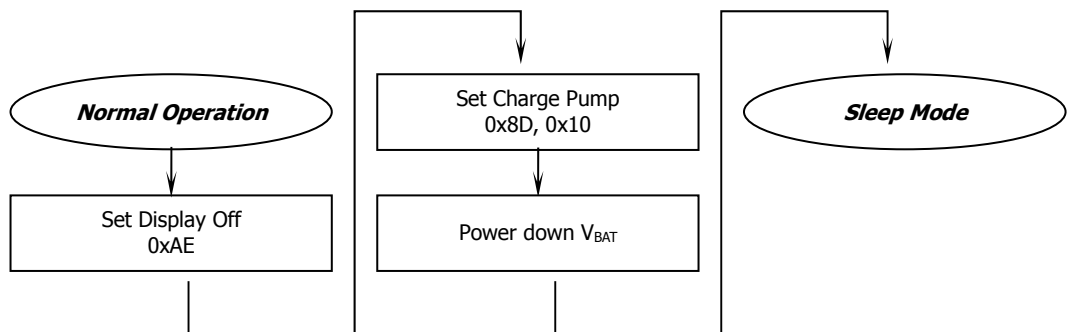 Normal Operation
Set Display Off
0xAE
Set Charge Pump
0x8D, 0x10
Power down VBAT
Sleep Mode